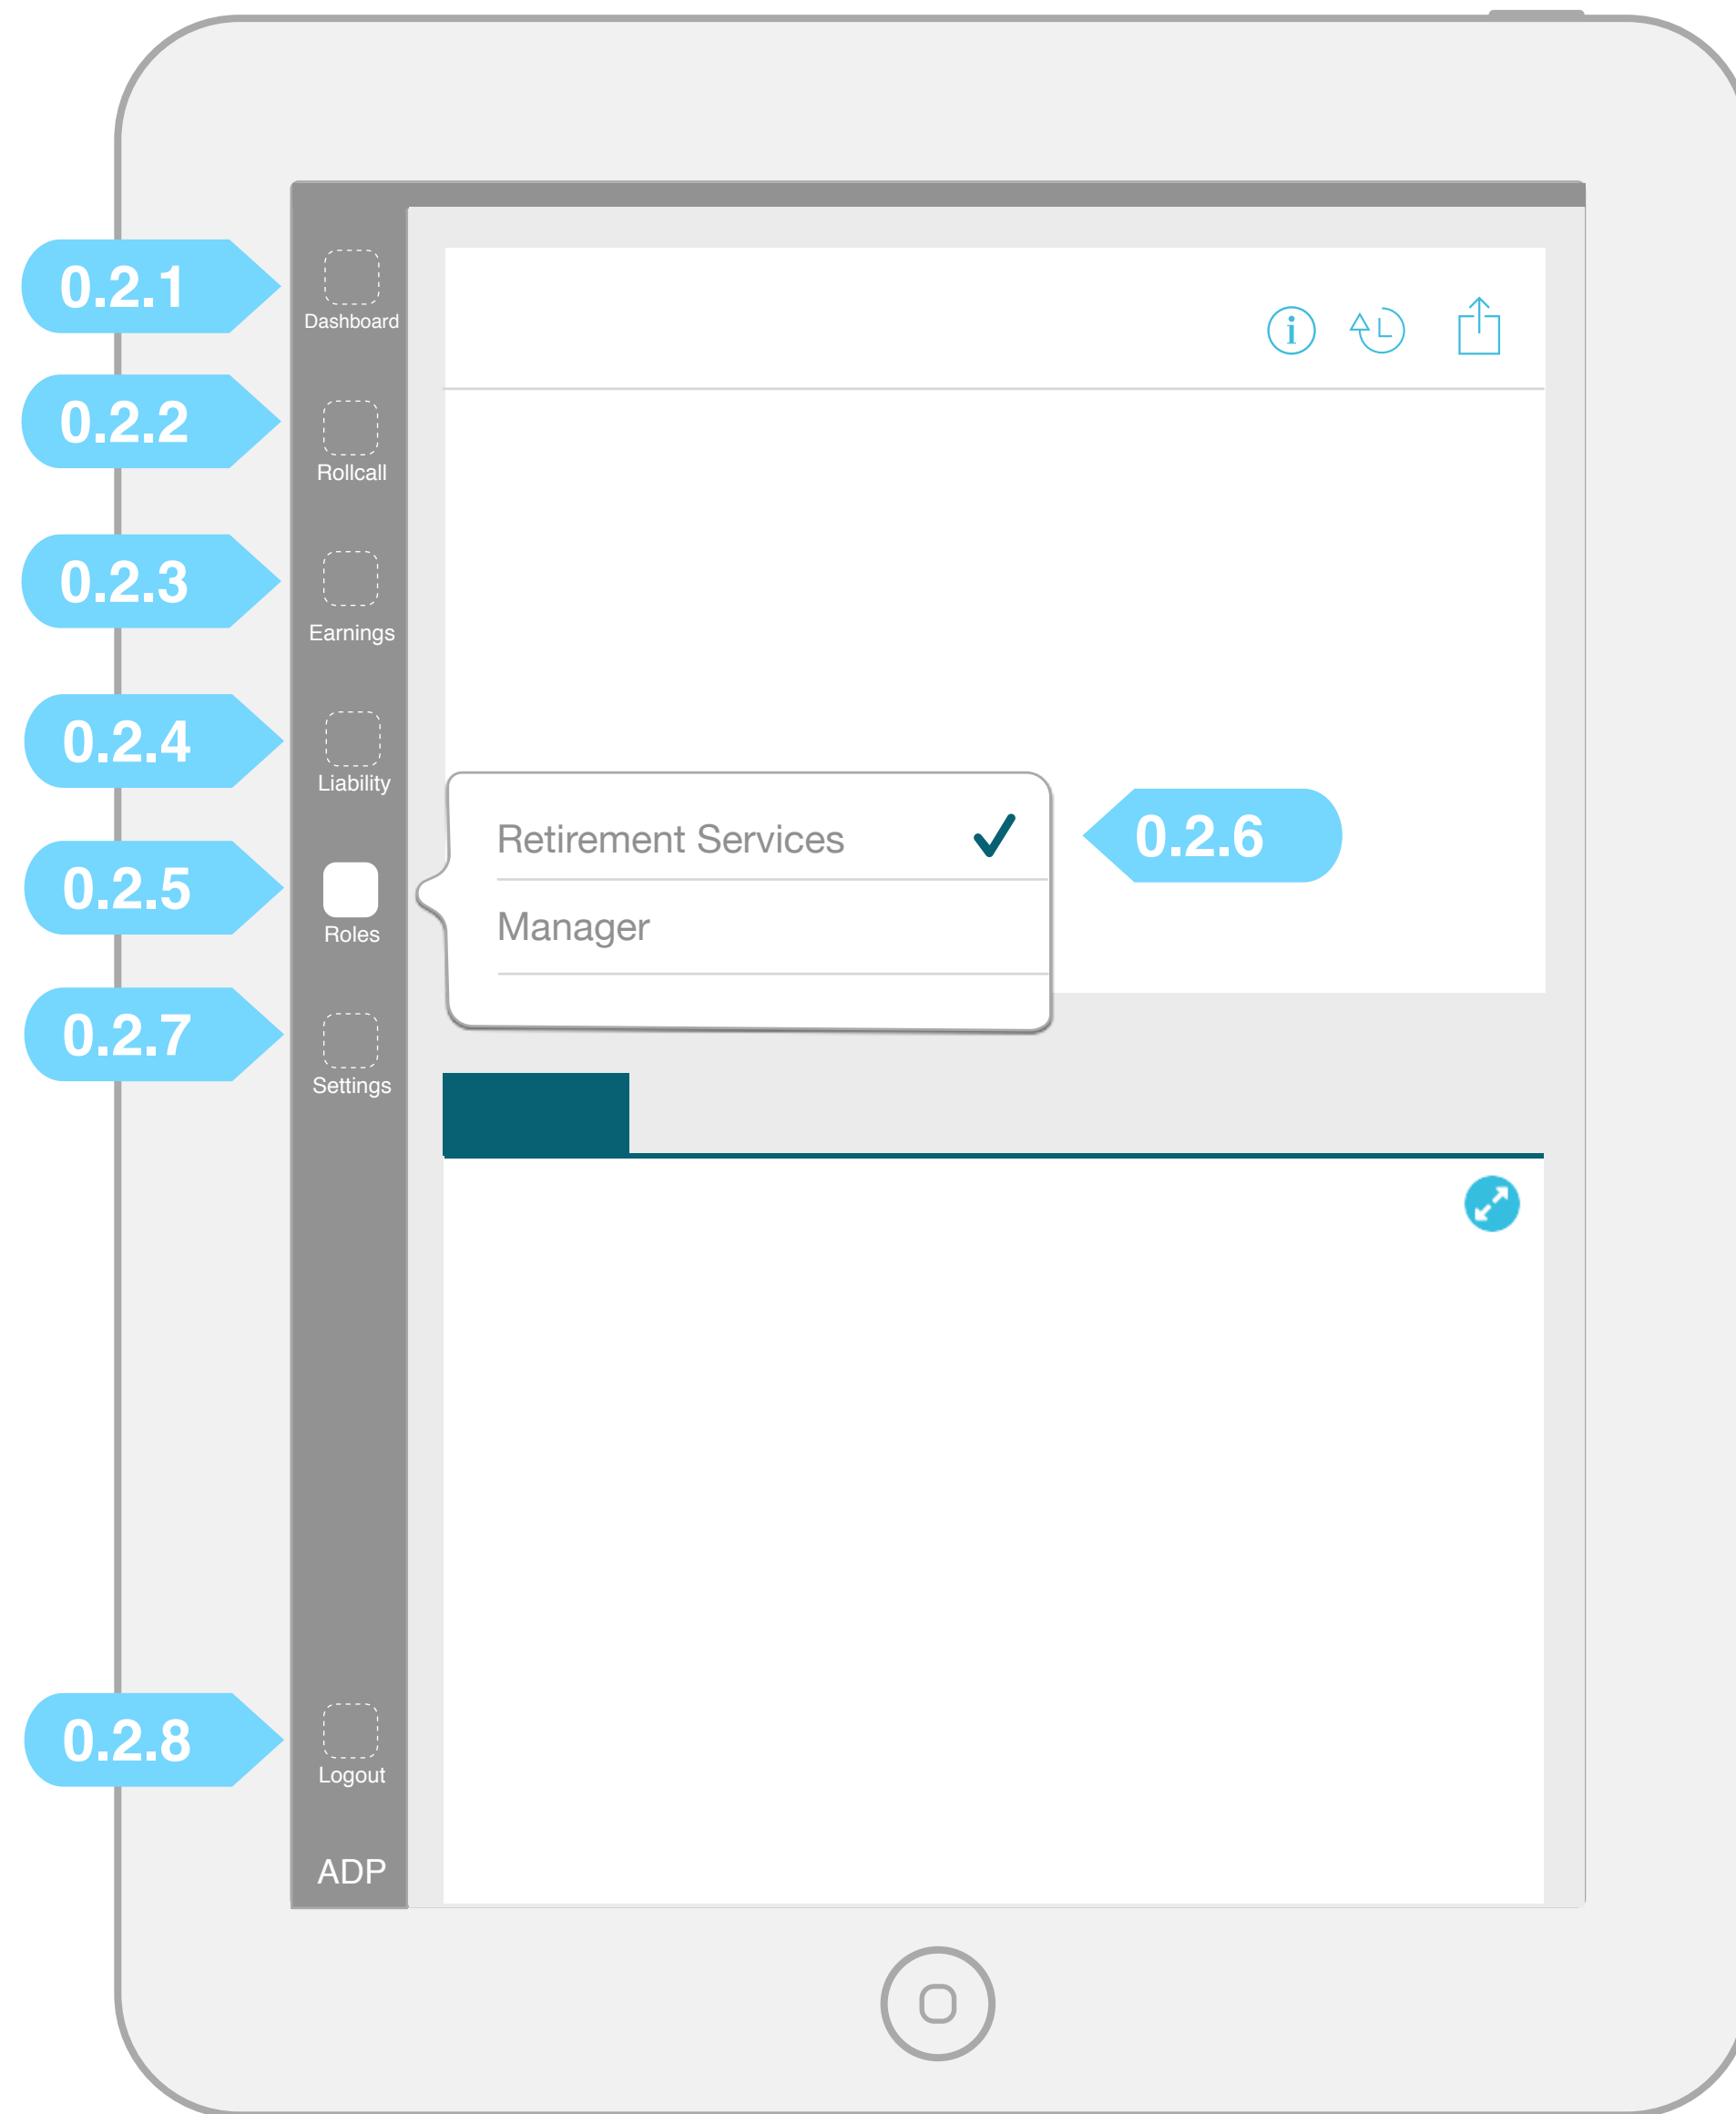 0.2.1
Dashboard
0.2.2
Rollcall
0.2.3
Earnings
0.2.4
Liability
Retirement Services
0.2.6
0.2.5
Roles
Manager
0.2.7
Settings
0.2.8
Logout
ADP